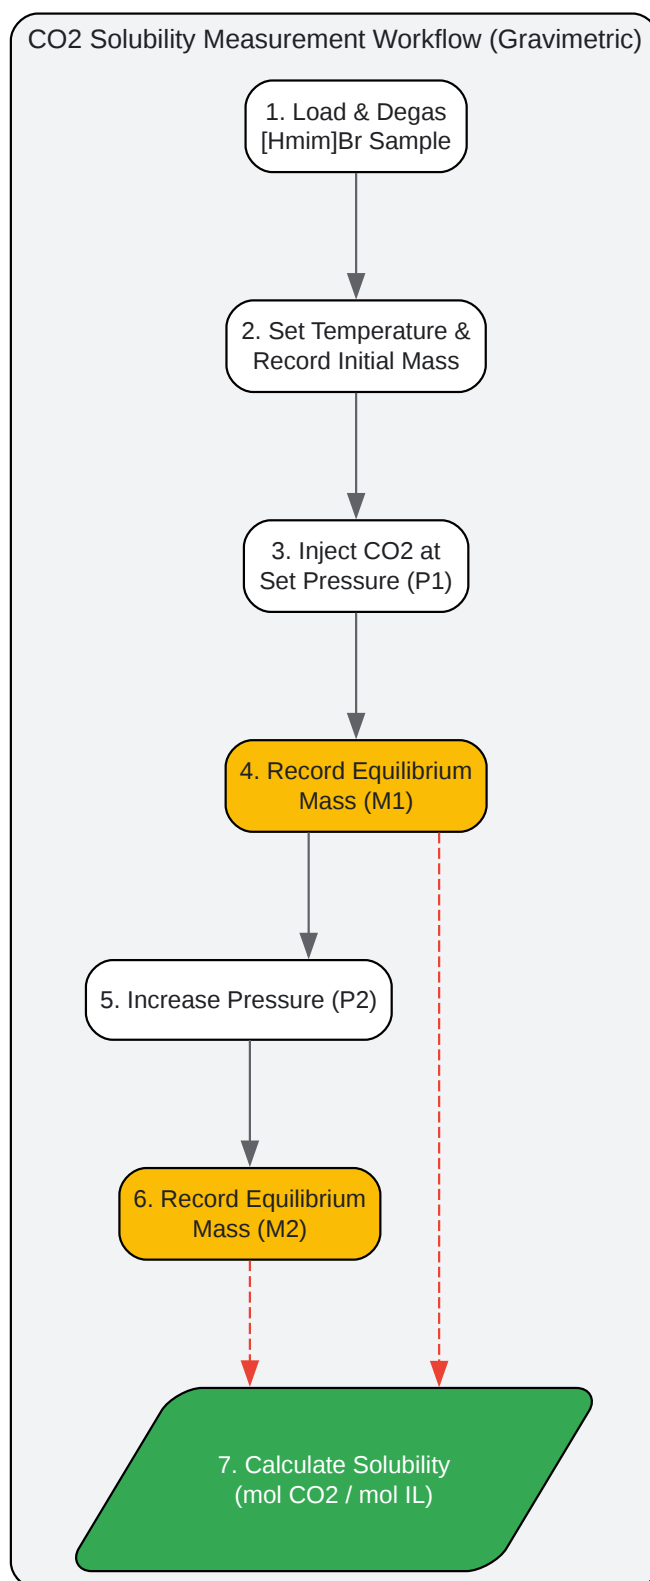 CO2 Solubility Measurement Workflow (Gravimetric)
1. Load & Degas
[Hmim]Br Sample
2. Set Temperature &
Record Initial Mass
3. Inject CO2 at
Set Pressure (P1)
4. Record Equilibrium
Mass (M1)
5. Increase Pressure (P2)
6. Record Equilibrium
Mass (M2)
7. Calculate Solubility
(mol CO2 / mol IL)